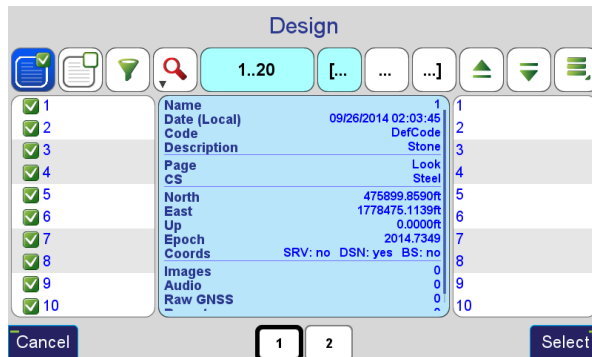 Design
1..20 [... ... ...]
1
2
3
4
5
6
7
8
9
10
Name 1
Date (Local) 09/26/2014 02:03:45
Code DefCode
Description Stone
Page Look
CS Steel
North 475899.8590ft
East 1778475.1139ft
Up 0.0000ft
Epoch 2014.7349
Coords SRV: no DSN: yes BS: no
Images 0
Audio 0
Raw GNSS 0
1
2
3
4
5
6
7
8
9
10
Cancel 1 2 Select